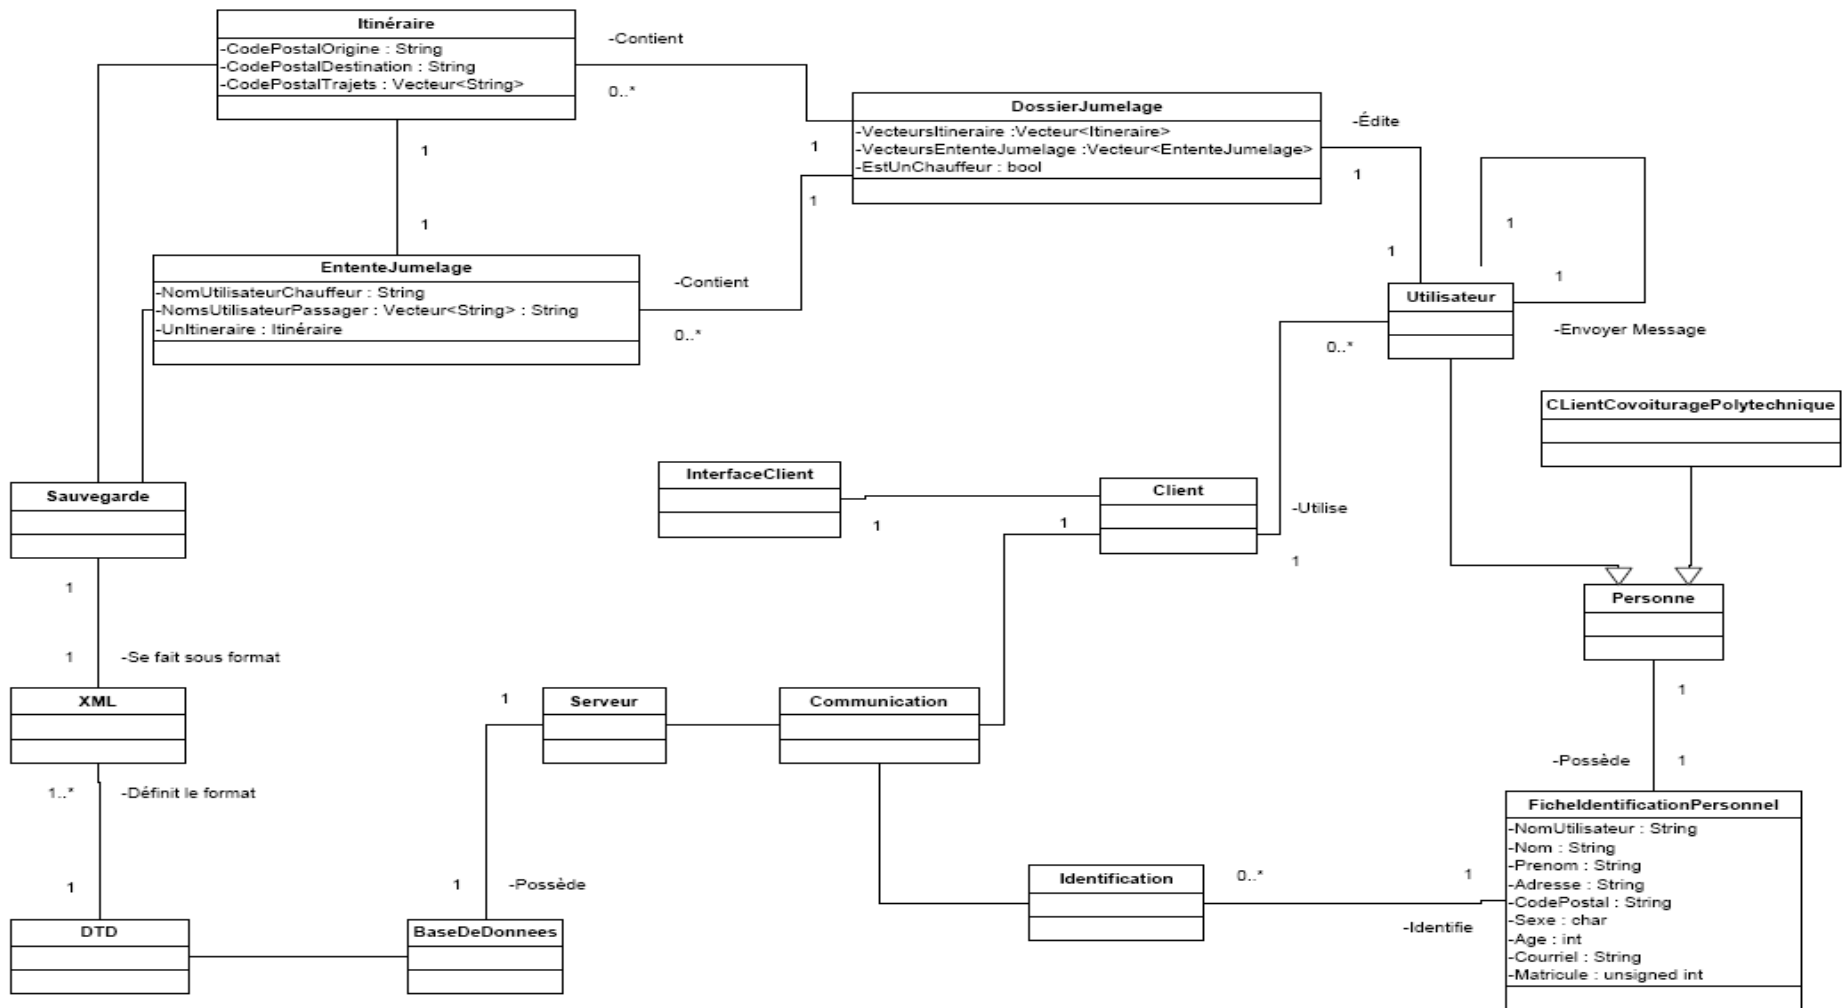 Itinéraire
-CodePostalOrigine : String
-CodePostalDestination : String
-CodePostalTrajets : Vecteur<String>
-Contient
0..*
1
DossierJumelage
-VecteursItineraire :Vecteur<Itineraire>
-VecteursEntenteJumelage :Vecteur<EntenteJumelage>
-EstUnChauffeur : bool
-Édite
1
1
1
1
1
1
1
EntenteJumelage
-NomUtilisateurChauffeur : String
-NomsUtilisateurPassager : Vecteur<String> : String
-UnItineraire : Itinéraire
-Contient
0..*
Utilisateur
-Envoyer Message
0..*
CLientCovoituragePolytechnique
InterfaceClient
1
Client
1
-Utilise
1
Sauvegarde
1
1
-Se fait sous format
Personne
1
XML
1
Serveur
Communication
-Possède
1
1..*
-Définit le format
1
1
-Possède
DTD
BaseDeDonnees
Identification
0..*
1
-Identifie
FicheIdentificationPersonnel
-NomUtilisateur : String
-Nom : String
-Prenom : String
-Adresse : String
-CodePostal : String
-Sexe : char
-Age : int
-Courriel : String
-Matricule : unsigned int